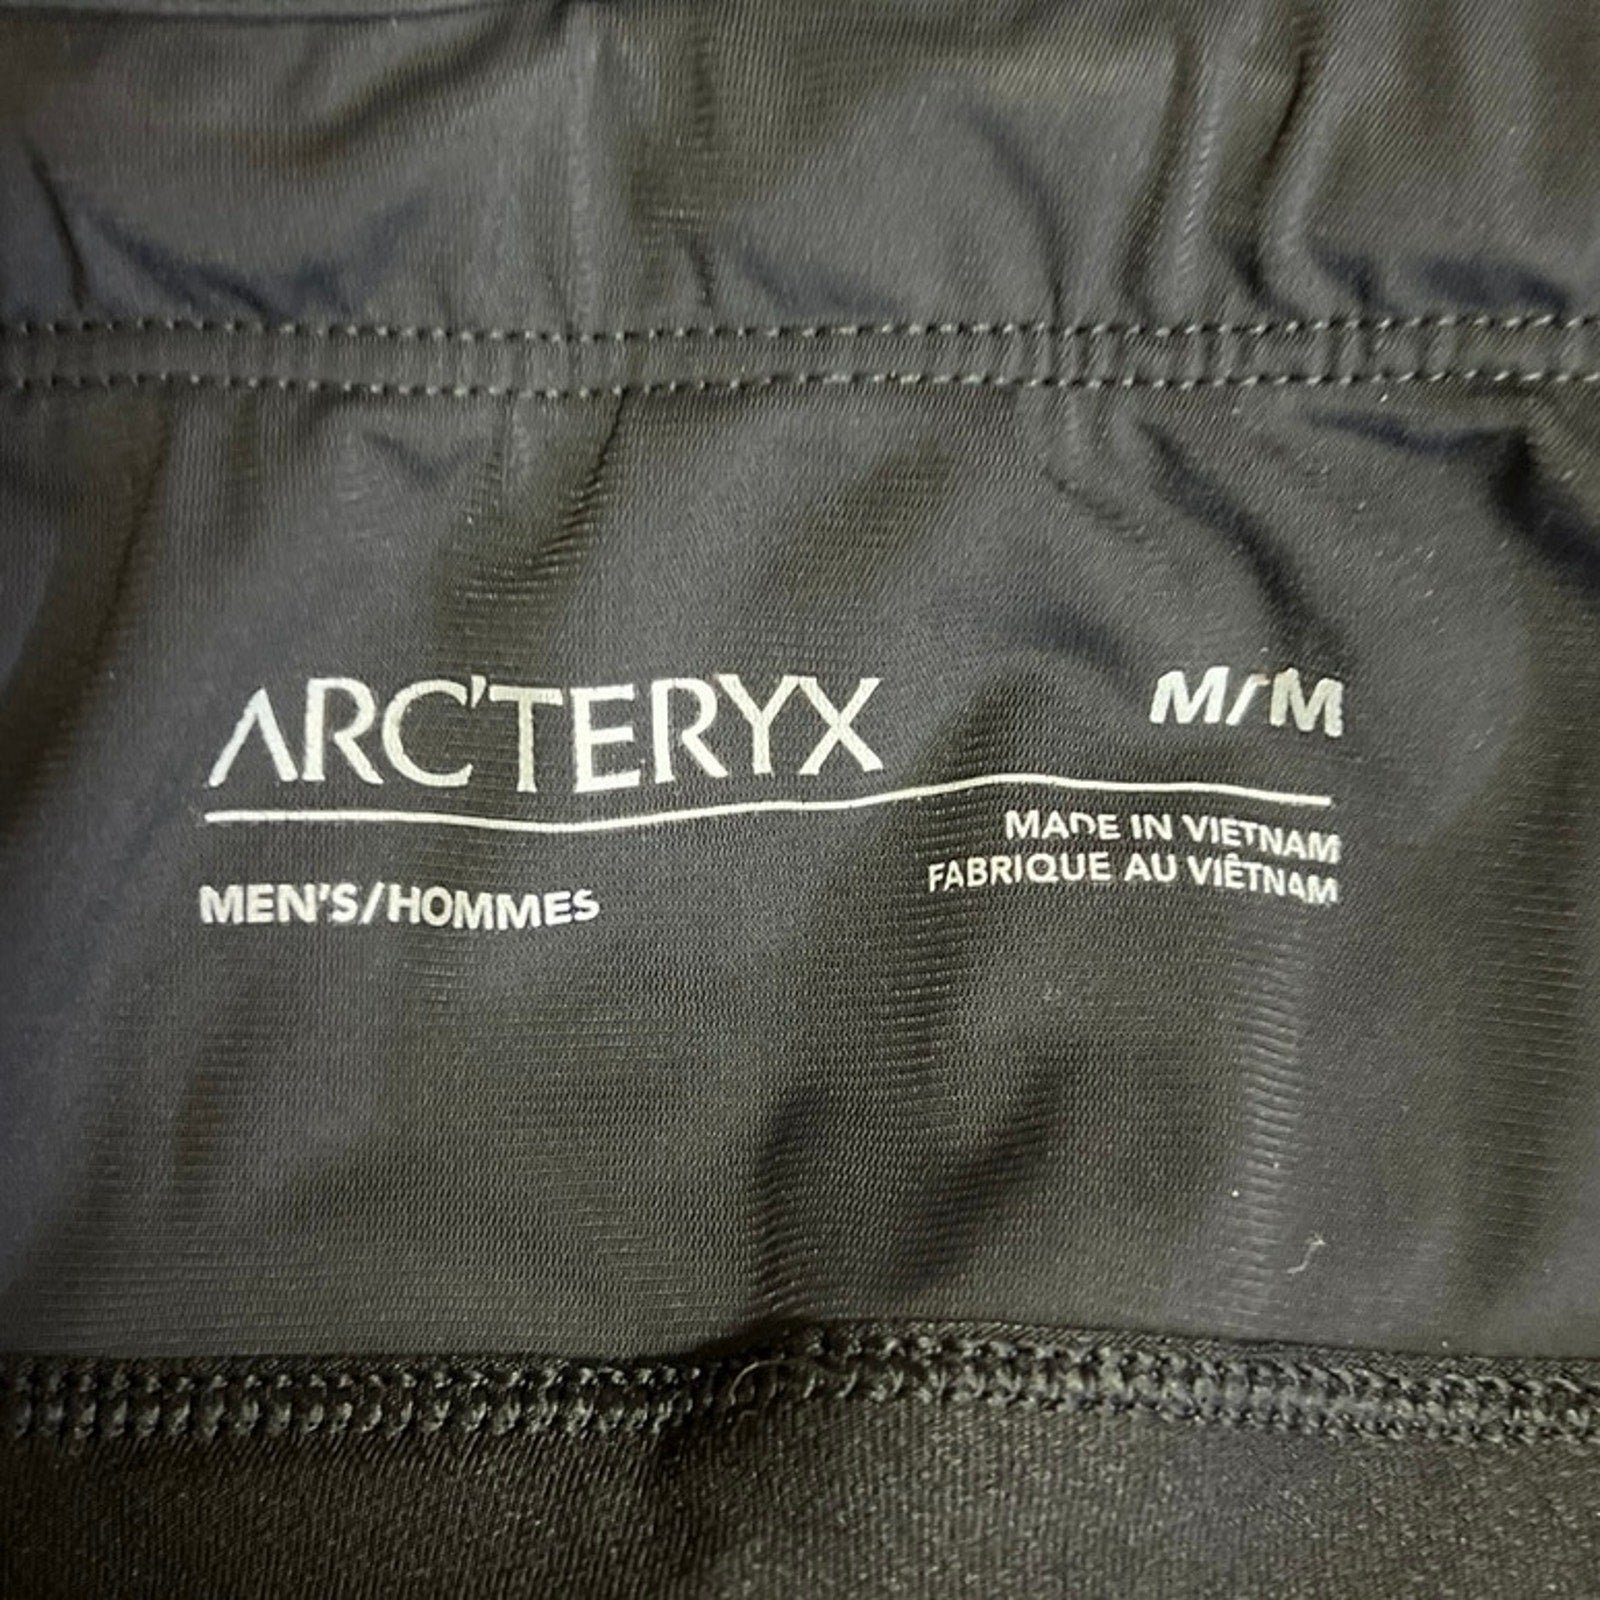 ARC'TERYX
M/M
MADE IN VIETNAM
FABRIQUE AU VIÊTNAM
MEN'S/HOMMES